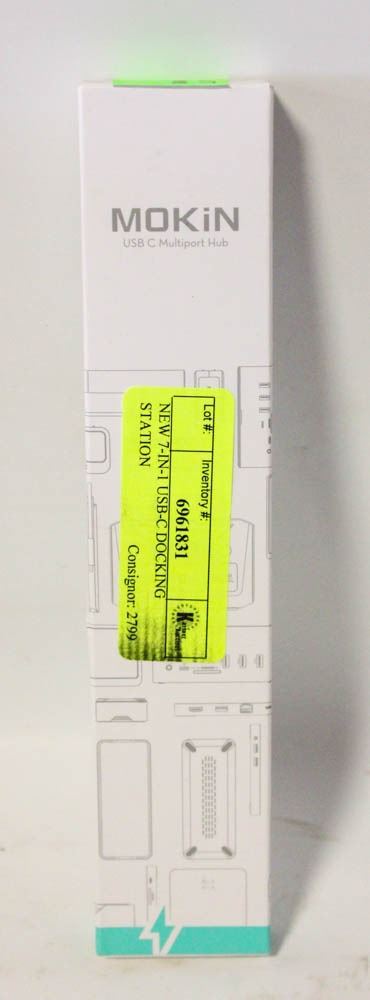 MOKiN
USB C Multiport Hub
Lot #:
Inventory #:
6961831
NEW 7-IN-1 USB-C DOCKING
STATION
Consignor: 2799